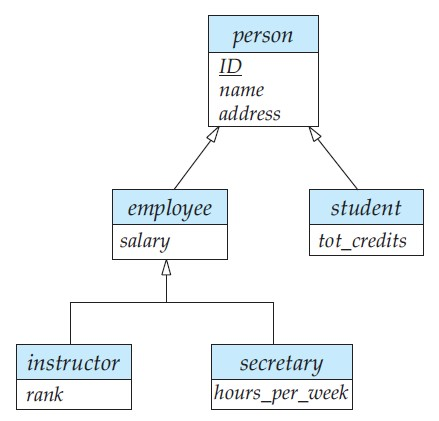 person
ID
name
address
employee
salary
student
tot_credits
instructor
rank
secretary
hours_per_week